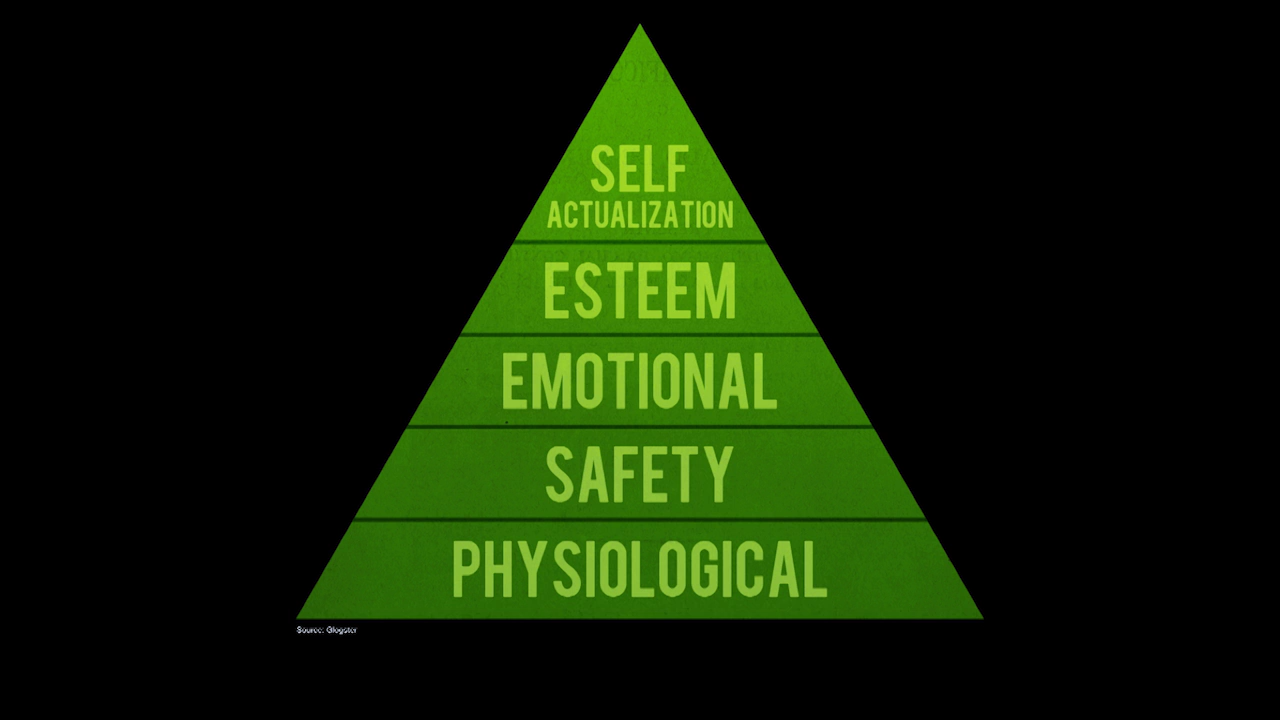 SELF
ACTUALIZATION
ESTEEM
EMOTIONAL
SAFETY
PHYSIOLOGICAL
Source: Glogster